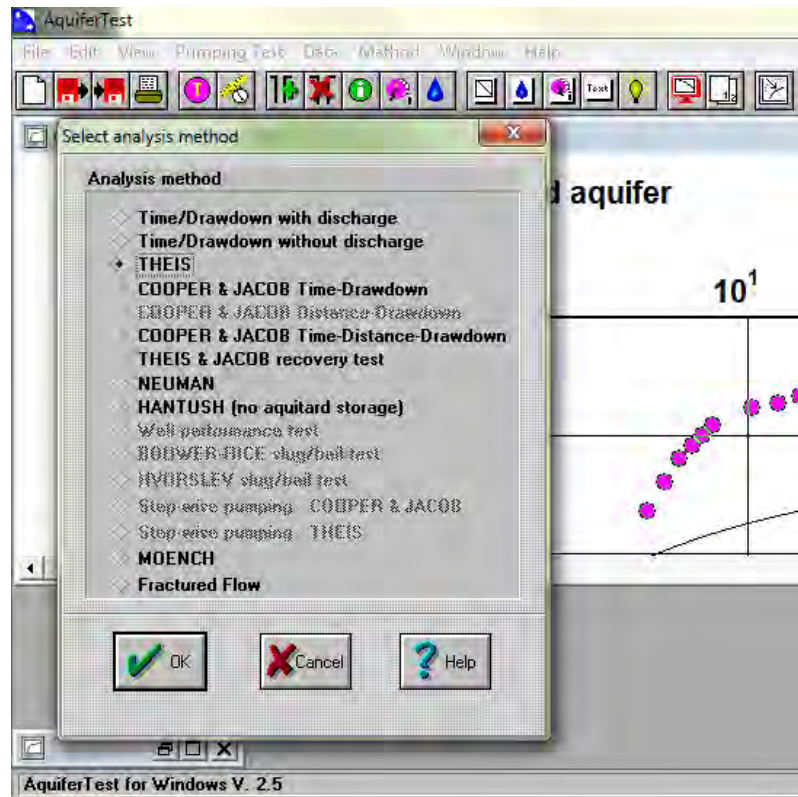 AquiferTest
File Edit View Pumping Test Data Method Window Help
Text
Select analysis method
d aquifer
Analysis method
10¹
Time/Drawdown with discharge
Time/Drawdown without discharge
THEIS
COOPER & JACOB Time-Drawdown
COOPER & JACOB Distance-Drawdown
COOPER & JACOB Time-Distance-Drawdown
THEIS & JACOB recovery test
NEUMAN
HANTUSH (no aquitard storage)
Well performance test
BOUWER-RICE slug/bail test
HVORSLEV slug/bail test
Step-wise pumping COOPER & JACOB
Step-wise pumping THEIS
MOENCH
Fractured Flow
OK Cancel Help
AquiferTest for Windows V. 2.5